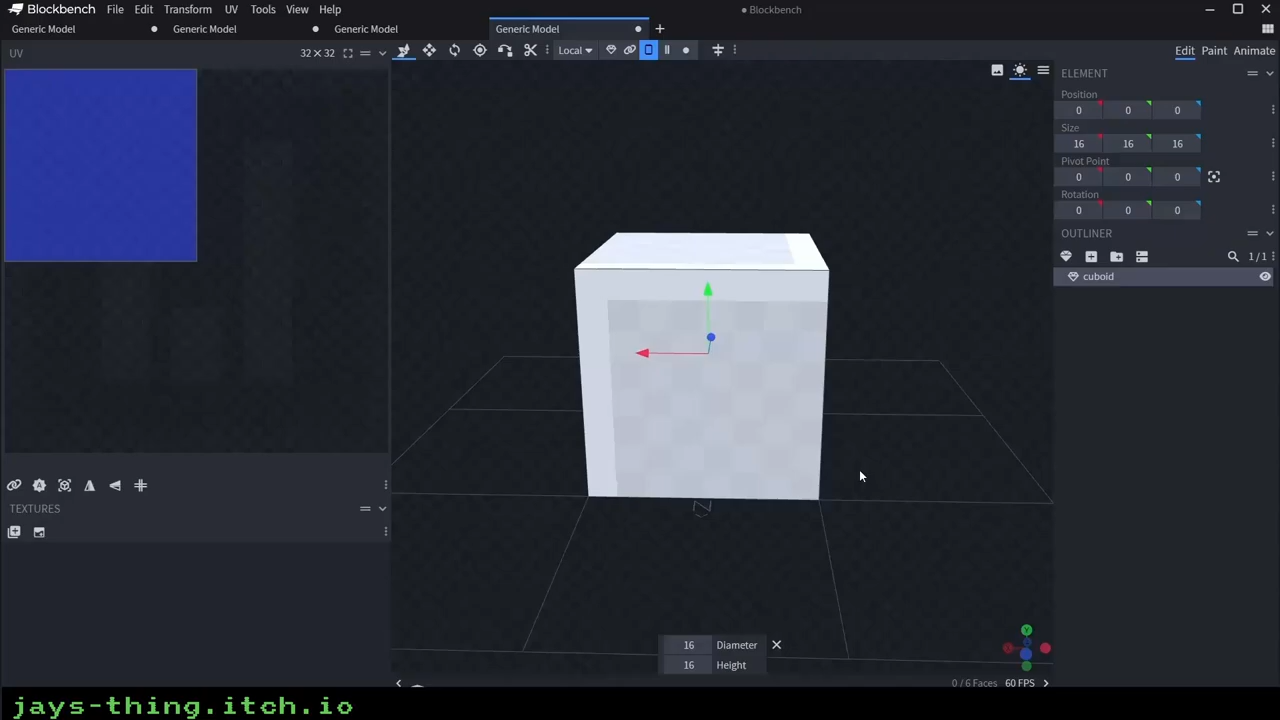 Blockbench File Edit Transform UV Tools View Help Blockbench
Generic Model Generic Model Generic Model Generic Model
UV 32×32 Local Edit Paint Animate
ELEMENT
Position
0 0 0
Size
16 16 16
Pivot Point
0 0 0
Rotation
0 0 0
OUTLINER
1/1
cuboid
TEXTURES
16 Diameter
16 Height
0 / 6 Faces 60 FPS
jays-thing.itch.io